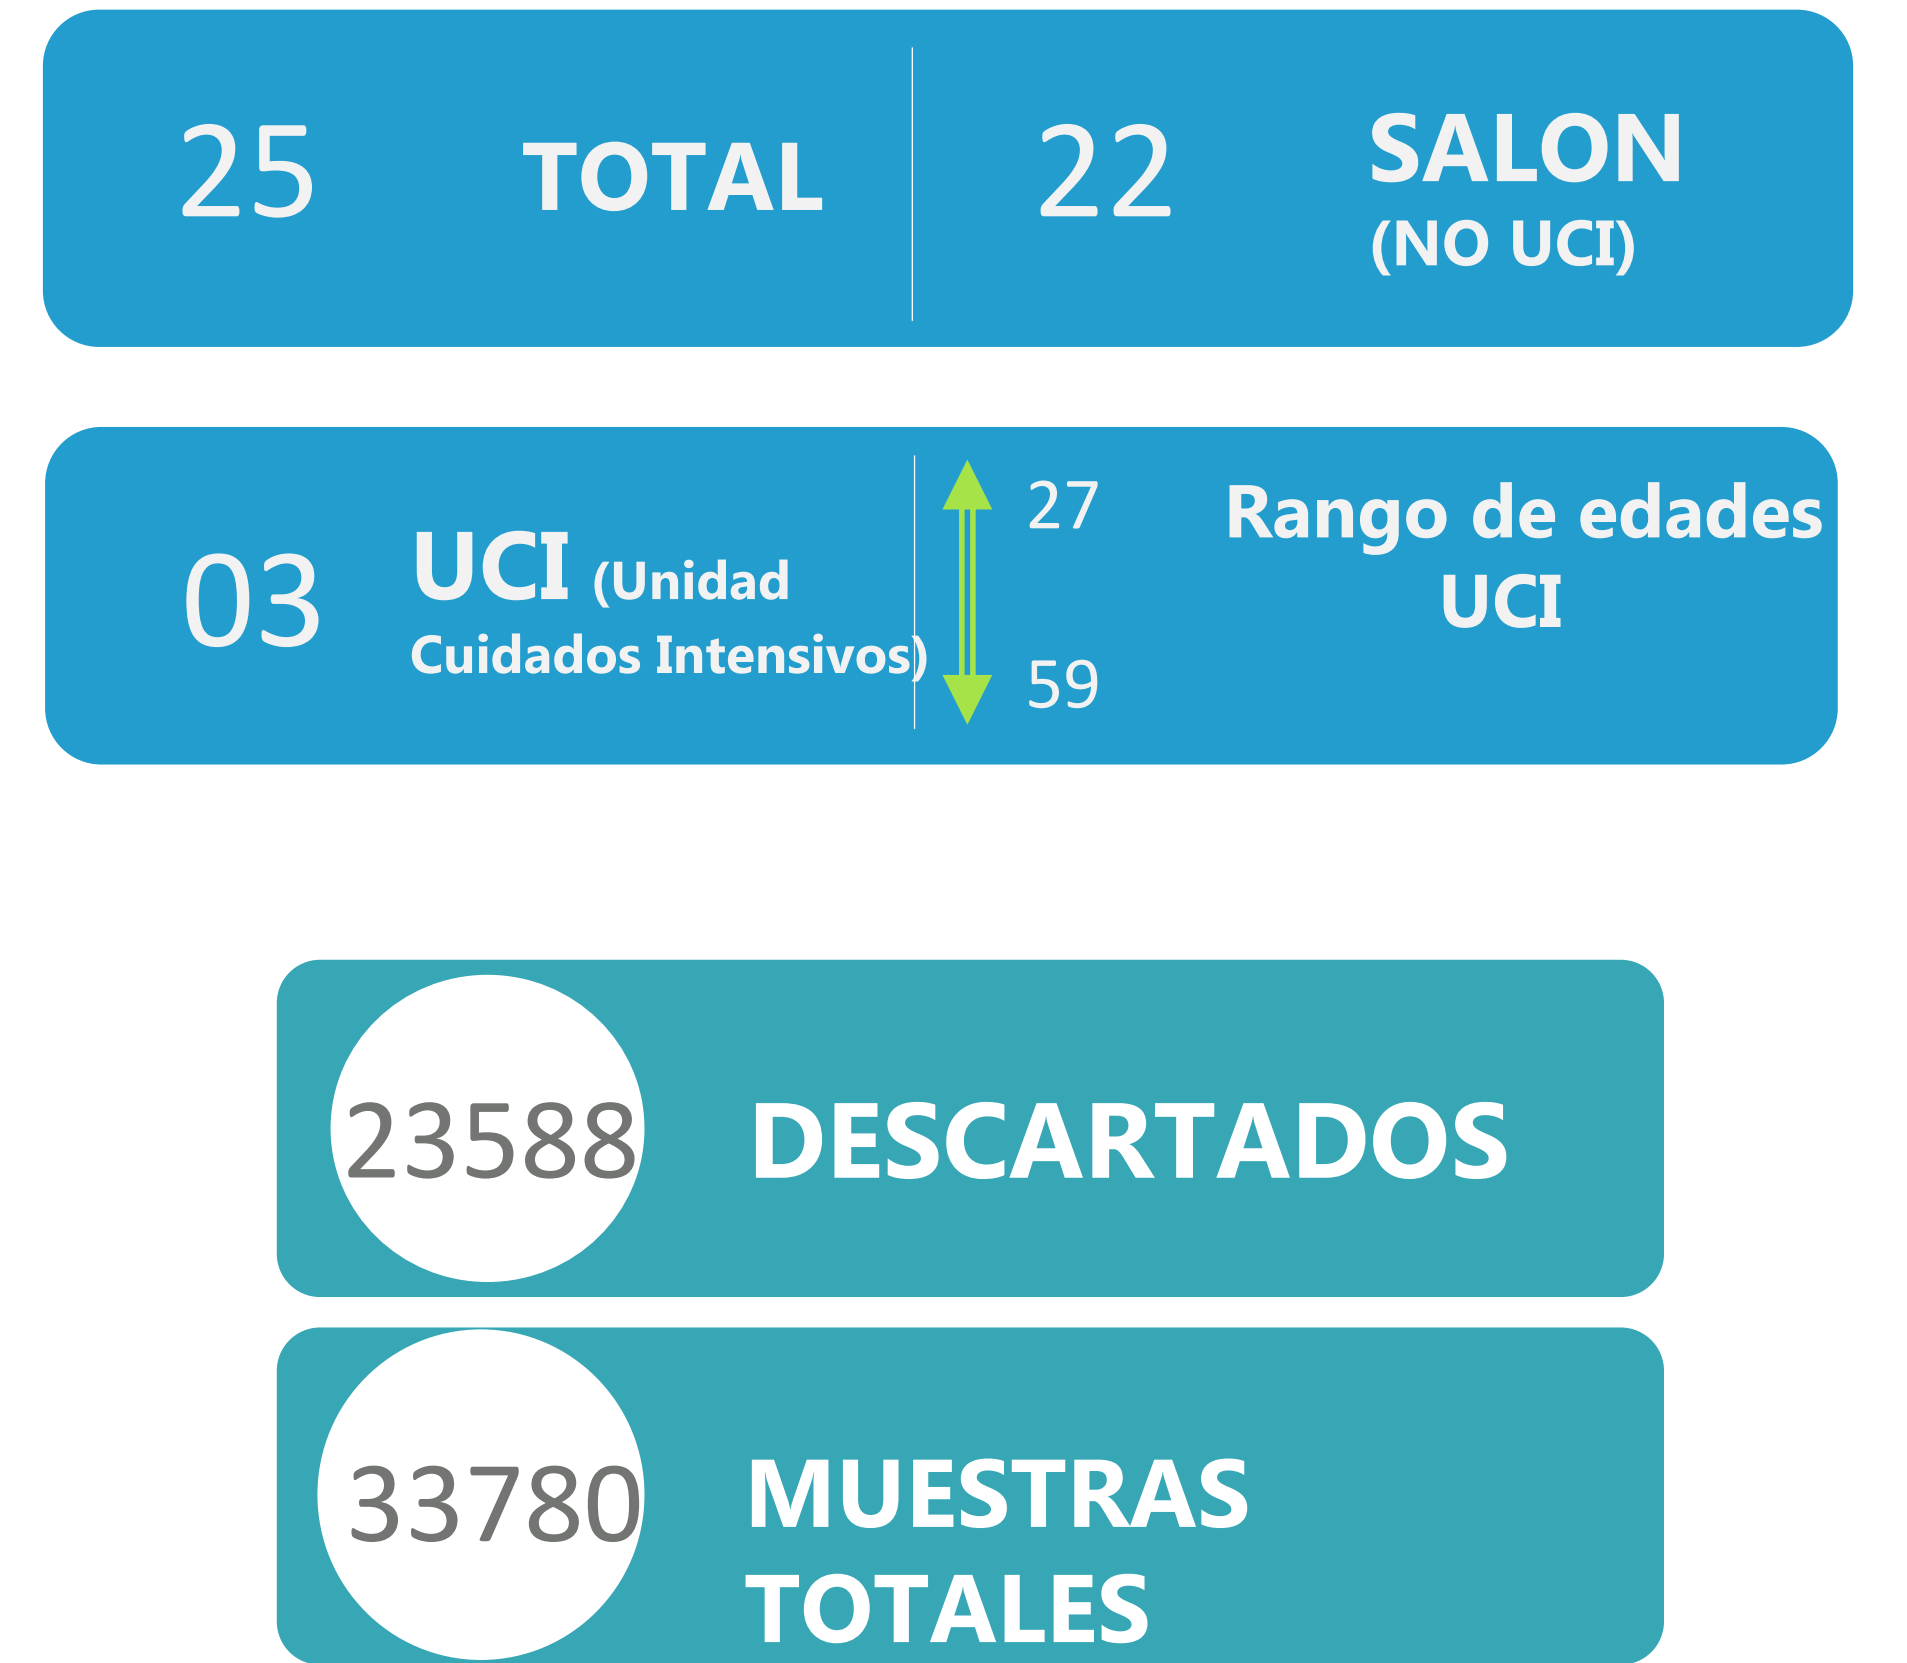 25 TOTAL
22 SALON
(NO UCI)
03 UCI (Unidad
Cuidados Intensivos)
27
59
Rango de edades
UCI
23588 DESCARTADOS
33780 MUESTRAS
TOTALES